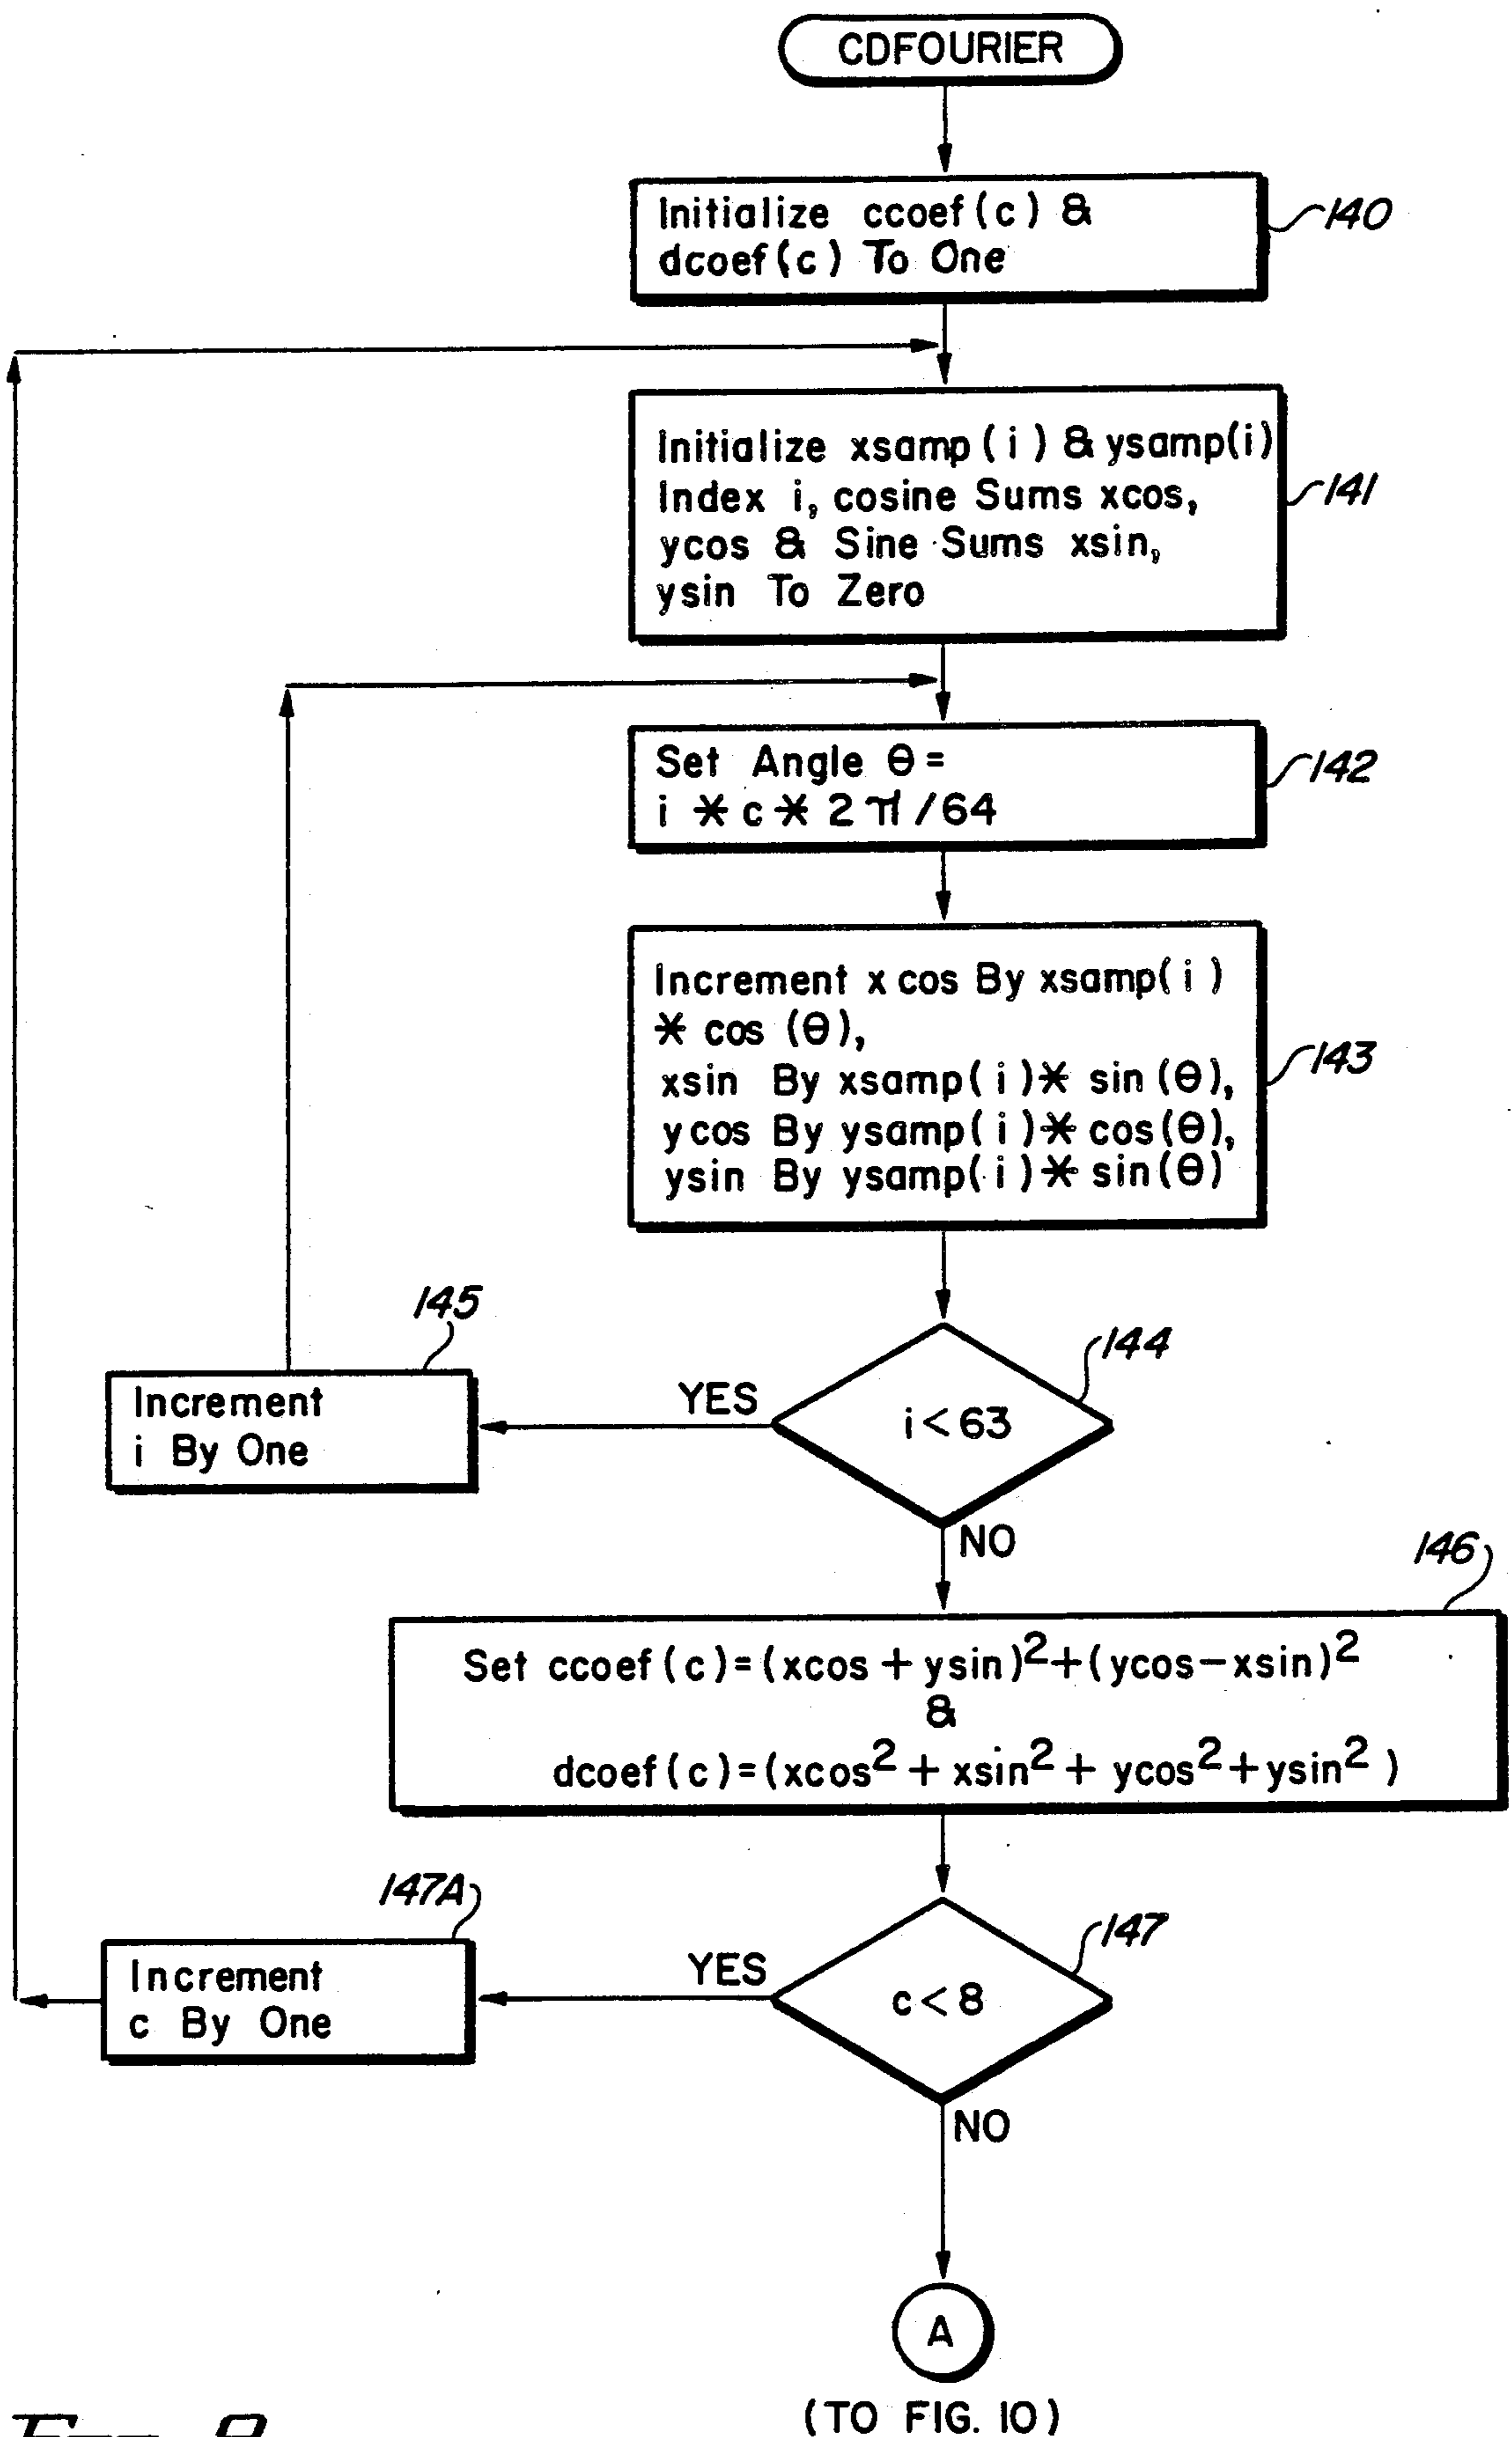 CDFOURIER
Initialize ccoef(c) &
dcoef(c) To One
140
Initialize xsamp(i) & ysamp(i)
Index i, cosine Sums xcos,
ycos & Sine Sums xsin,
ysin To Zero
141
Set Angle θ=
i * c * 2π/64
142
Increment xcos By xsamp(i)
* cos (θ),
xsin By xsamp(i)* sin(θ),
ycos By ysamp(i)* cos(θ),
ysin By ysamp(i)* sin(θ)
143
144
i<63
YES
145
Increment
i By One
NO
146
Set ccoef(c)=(xcos+ysin)²+(ycos-xsin)²
&
dcoef(c)=(xcos²+xsin²+ycos²+ysin²)
147
c<8
YES
147A
Increment
c By One
NO
A
(TO FIG. 10)